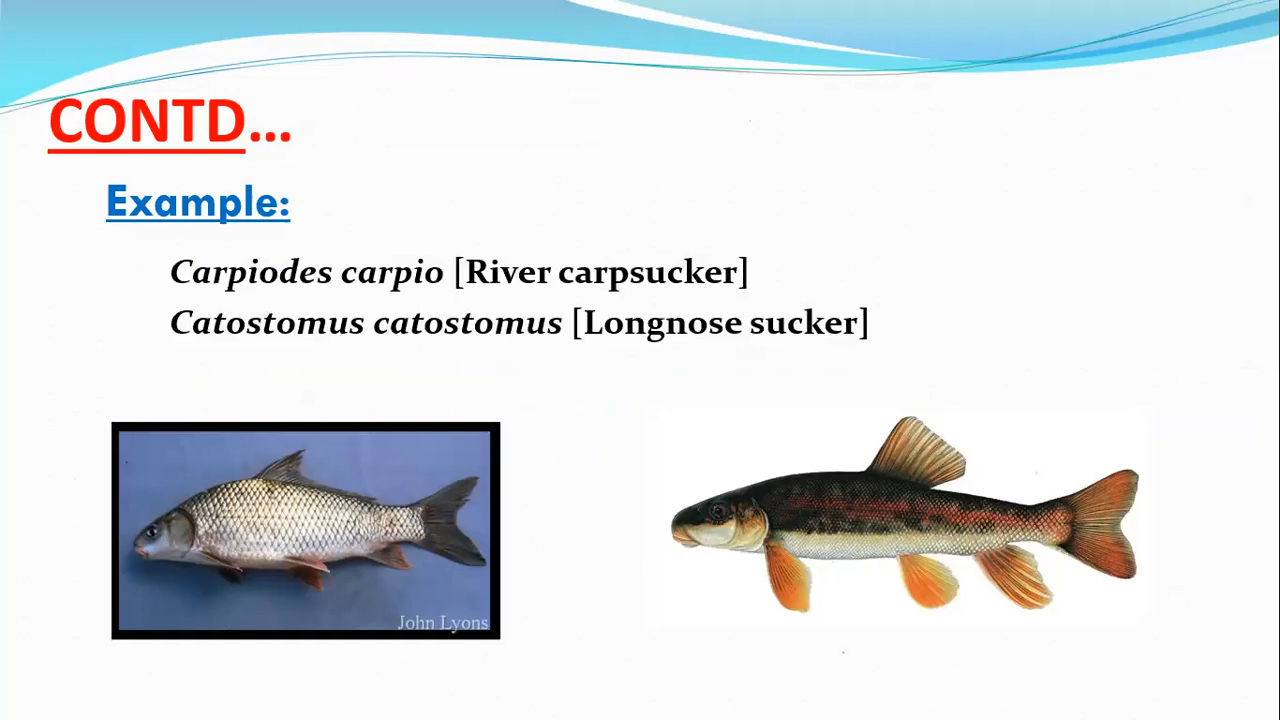 CONTD...
Example:
Carpiodes carpio [River carpsucker]
Catostomus catostomus [Longnose sucker]
John Lyons